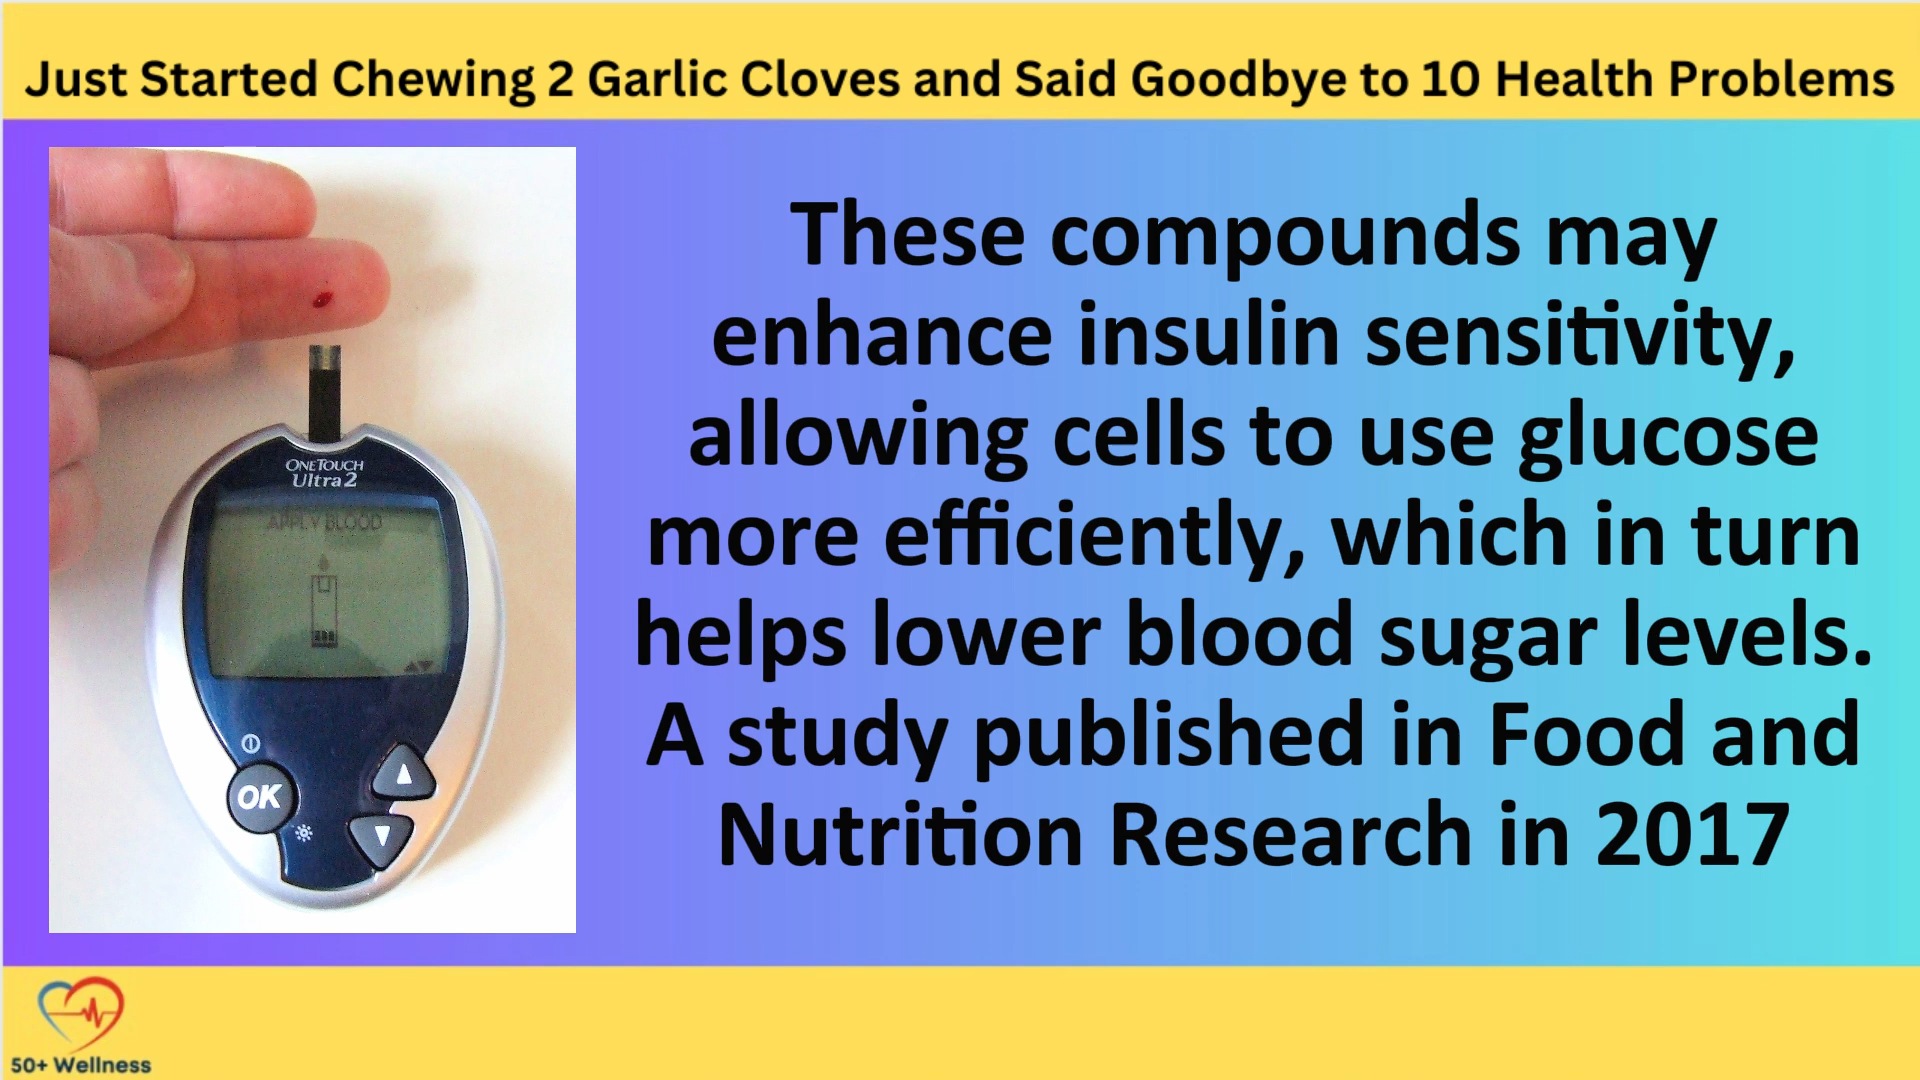 Just Started Chewing 2 Garlic Cloves and Said Goodbye to 10 Health Problems
ONETOUCH
Ultra2
APPLY BLOOD
OK
These compounds may
enhance insulin sensitivity,
allowing cells to use glucose
more efficiently, which in turn
helps lower blood sugar levels.
A study published in Food and
Nutrition Research in 2017
50+ Wellness